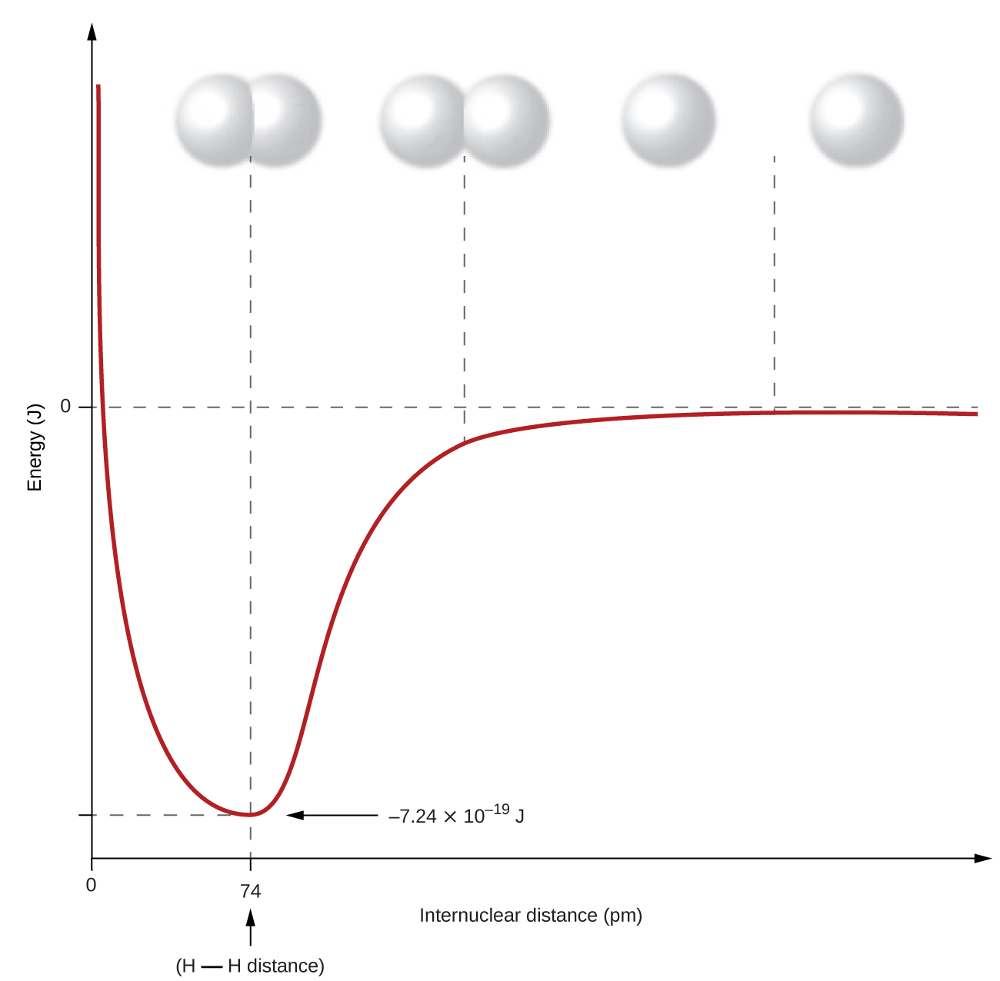 0
Energy (J)
–7.24 × 10⁻¹⁹ J
0
74
Internuclear distance (pm)
(H — H distance)